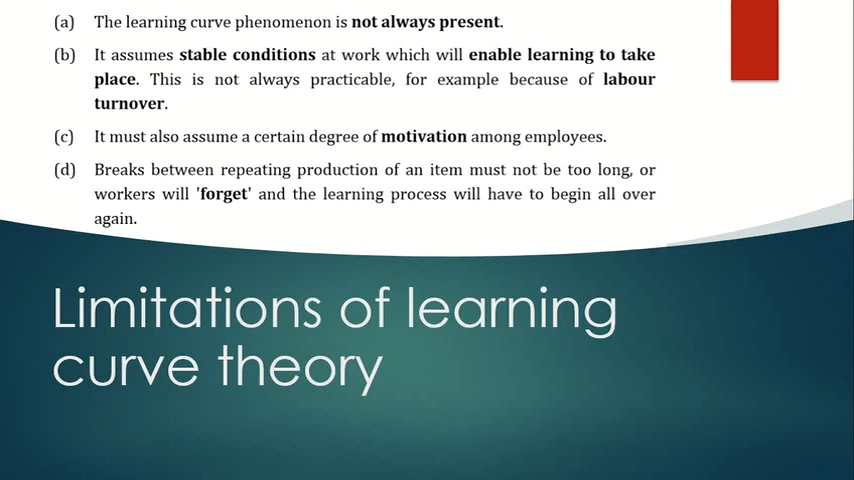 (a) The learning curve phenomenon is not always present.
(b) It assumes stable conditions at work which will enable learning to take
place. This is not always practicable, for example because of labour
turnover.
(c) It must also assume a certain degree of motivation among employees.
(d) Breaks between repeating production of an item must not be too long, or
workers will 'forget' and the learning process will have to begin all over
again.
Limitations of learning
curve theory